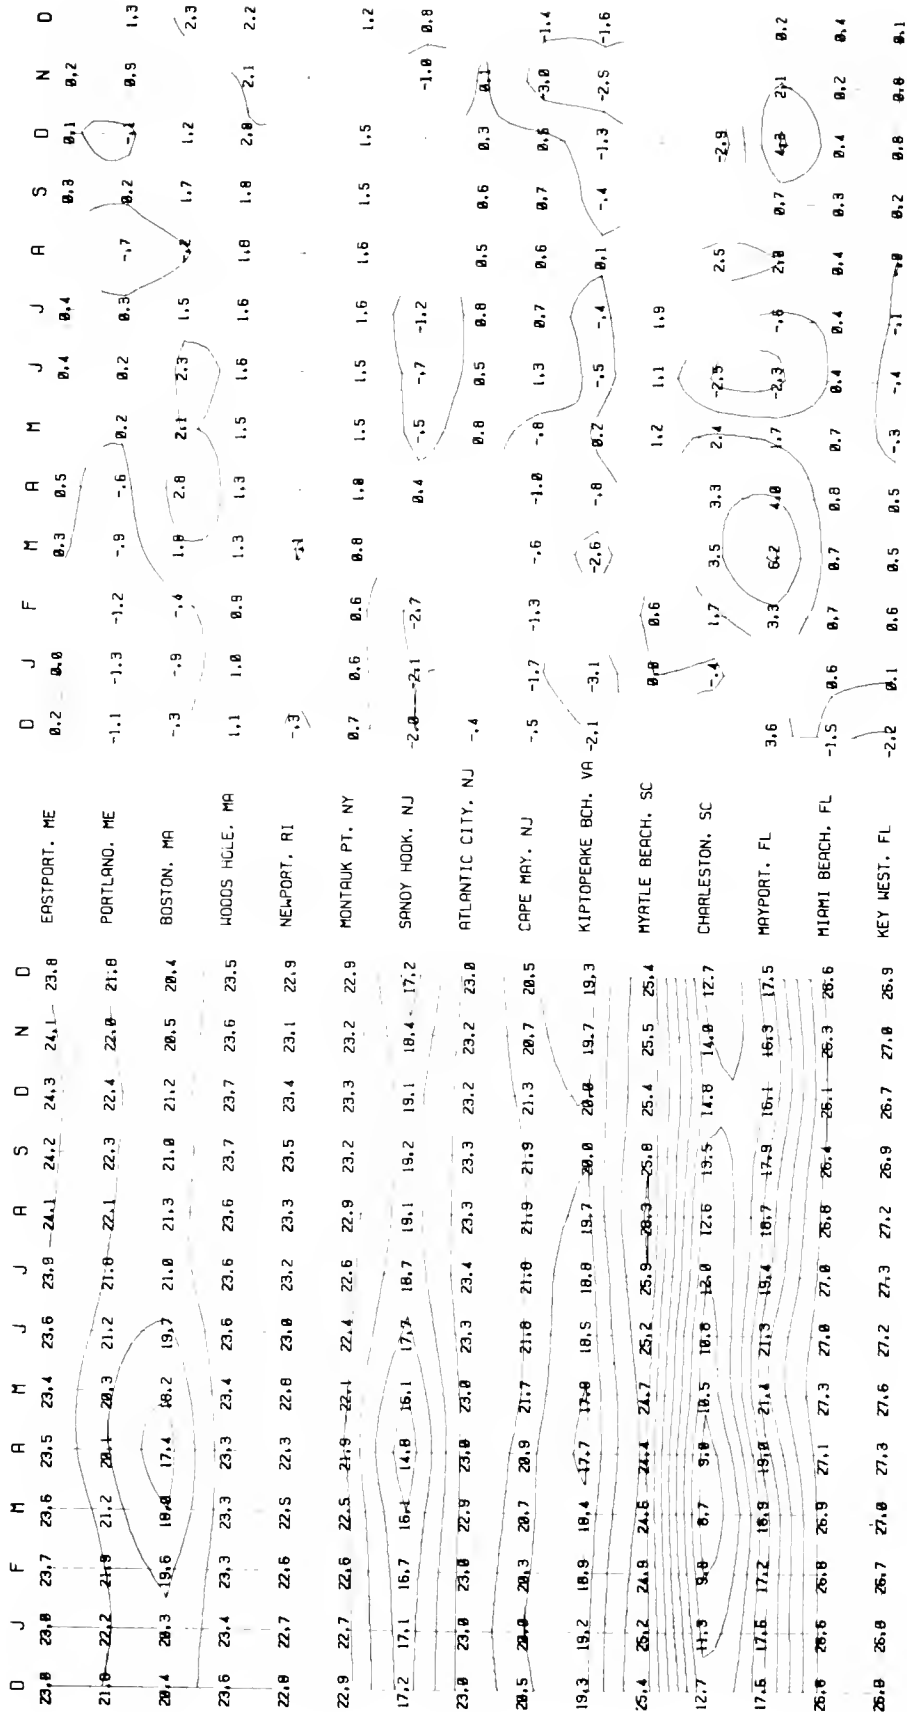 D J F M A M J J A S O N D D J F M A M J J A S O N D
23.8 23.8 23.7 23.6 23.5 23.4 23.6 23.9 24.1 24.2 24.3 24.1 23.8 EASTPORT. ME 0.2 0.0 0.3 0.5 0.4 0.4 0.3 0.1 0.2
21.8 22.2 21.9 21.2 20.1 20.3 21.2 21.8 22.1 22.3 22.4 22.0 21.8 PORTLAND. ME -1.1 -1.3 -1.2 -.9 -.6 0.2 0.2 0.3 -.7 0.2 -.1 0.9 1.3
20.4 20.3 19.6 18.0 17.4 18.2 19.7 21.0 21.3 21.0 21.2 20.5 20.4 BOSTON. MA -.3 -.9 -.4 1.9 2.8 2.1 2.3 1.5 -.2 1.7 1.2 2.3
23.6 23.4 23.3 23.3 23.3 23.4 23.6 23.6 23.6 23.7 23.7 23.6 23.5 WOODS HOLE. MA 1.1 1.0 0.9 1.3 1.3 1.5 1.6 1.6 1.8 1.8 2.0 2.1 2.2
22.8 22.7 22.6 22.5 22.3 22.8 23.0 23.2 23.3 23.5 23.4 23.1 22.9 NEWPORT. RI -.3 -.1
22.9 22.7 22.6 22.5 21.9 22.1 22.4 22.6 22.9 23.2 23.3 23.2 22.9 MONTAUK PT. NY 0.7 0.6 0.6 0.8 1.0 1.5 1.5 1.6 1.6 1.5 1.5 1.2
17.2 17.1 16.7 16.1 14.8 16.1 17.7 18.7 19.1 19.2 19.1 18.4 17.2 SANDY HOOK. NJ -2.0 -2.1 -2.7 0.4 -.5 -.7 -1.2 -1.0 0.8
23.0 23.0 23.0 22.9 23.0 23.0 23.3 23.4 23.3 23.3 23.2 23.2 23.0 ATLANTIC CITY. NJ -.4 0.8 0.5 0.8 0.5 0.6 0.3 0.1
20.5 20.0 20.3 20.7 20.9 21.7 21.8 21.8 21.9 21.9 21.3 20.7 20.5 CAPE MAY. NJ -.5 -1.7 -1.3 -.6 -1.0 -.8 1.3 0.7 0.6 0.7 0.6 -3.0 -1.4
19.3 19.2 18.9 18.4 17.7 17.8 18.5 18.8 19.7 20.0 20.0 19.7 19.3 KIPTOPEAKE BCH. VA -2.1 -3.1 -2.6 -.8 0.2 -.5 -.4 0.1 -.4 -1.3 -2.9 -1.6
25.4 25.2 24.9 24.6 24.4 24.7 25.2 25.9 28.3 25.8 25.4 25.5 25.4 MYRTLE BEACH. SC 0.0 0.6 1.2 1.1 1.9
12.7 11.3 9.8 8.7 9.0 10.5 10.8 12.0 12.6 13.5 14.8 14.0 12.7 CHARLESTON. SC -.4 1.7 3.5 3.3 2.4 -2.5 2.5 -2.9
17.6 17.6 17.2 18.9 19.0 21.4 21.3 19.4 18.7 17.9 16.1 16.3 17.5 MAYPORT. FL 3.6 3.3 6.2 4.0 1.7 -2.3 -.6 2.0 0.7 4.3 2.1 0.2
26.6 26.6 26.8 26.9 27.1 27.3 27.0 27.0 26.8 26.4 26.1 26.3 26.6 MIAMI BEACH. FL -1.5 0.6 0.7 0.7 0.8 0.7 0.4 0.4 0.4 0.3 0.4 0.2 0.4
26.8 26.8 26.7 27.0 27.3 27.6 27.2 27.3 27.2 26.9 26.7 27.0 26.9 KEY WEST. FL -2.2 0.1 0.6 0.5 0.5 -.3 -.4 -.1 -.0 0.2 0.8 0.8 0.1